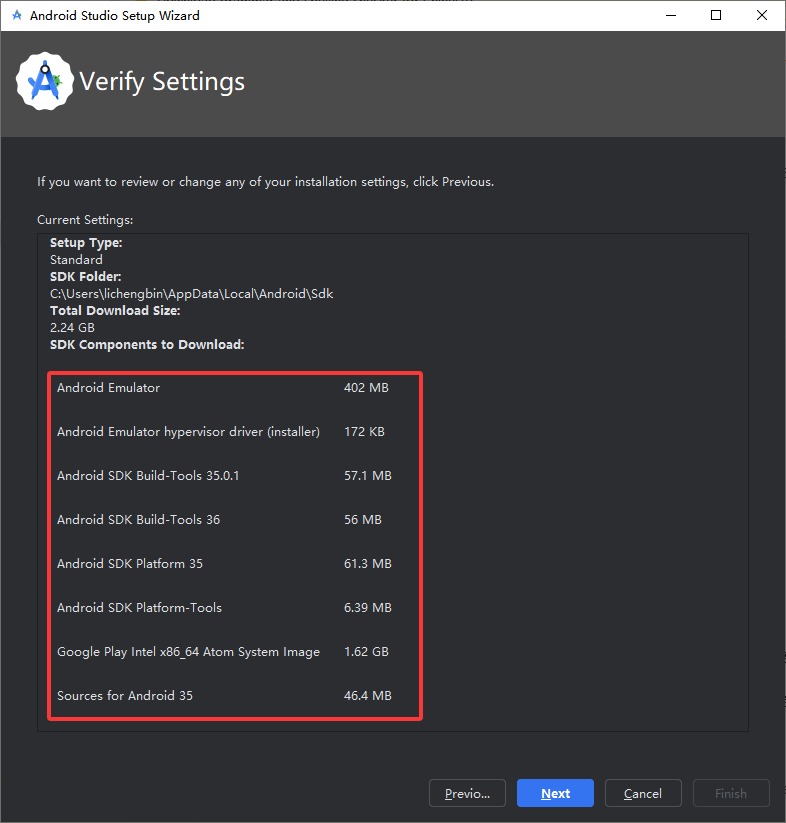 Android Studio Setup Wizard
Verify Settings
If you want to review or change any of your installation settings, click Previous.
Current Settings:
Setup Type:
Standard
SDK Folder:
C:\Users\lichengbin\AppData\Local\Android\Sdk
Total Download Size:
2.24 GB
SDK Components to Download:
Android Emulator 402 MB
Android Emulator hypervisor driver (installer) 172 KB
Android SDK Build-Tools 35.0.1 57.1 MB
Android SDK Build-Tools 36 56 MB
Android SDK Platform 35 61.3 MB
Android SDK Platform-Tools 6.39 MB
Google Play Intel x86_64 Atom System Image 1.62 GB
Sources for Android 35 46.4 MB
Previo... Next Cancel Finish